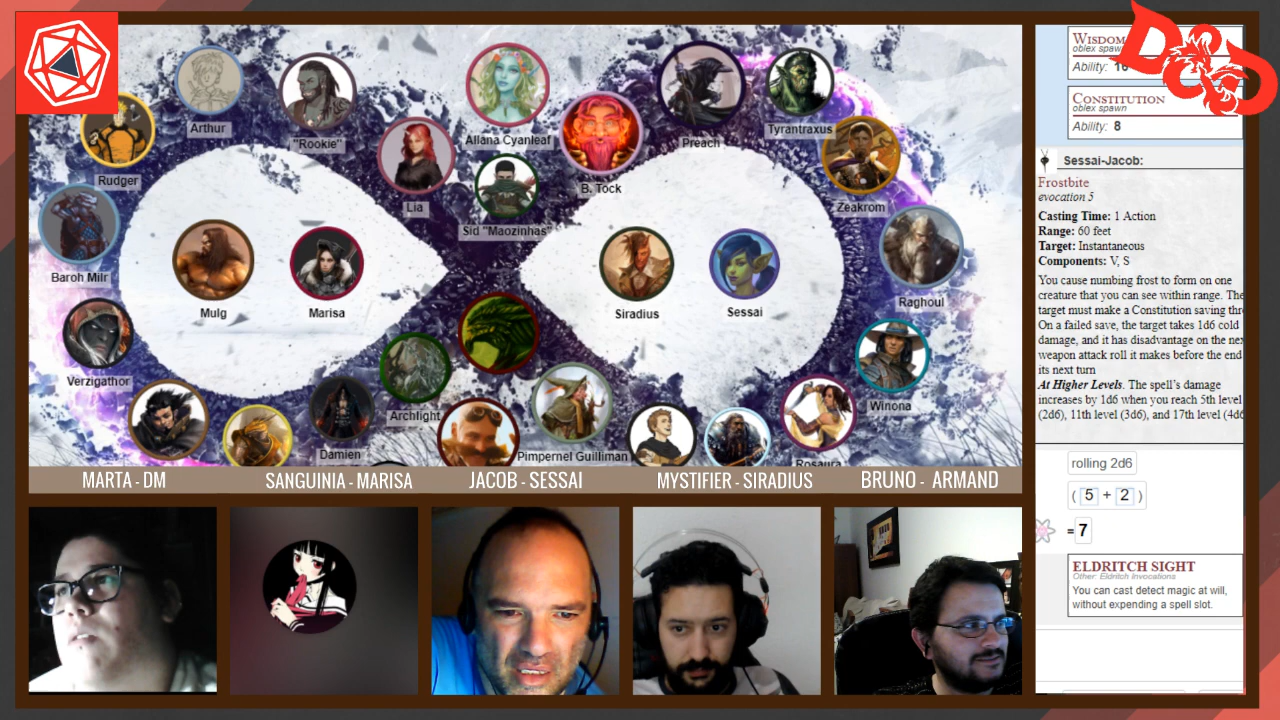 Arthur
"Rookie"
Allana Cyanleaf
Preach
Tyrantraxus
Rudger
Lia
B. Tock
Zeakrom
Sid "Maozinhas"
Baroh Milr
Mulg
Marisa
Siradius
Sessai
Raghoul
Verzigathor
Archlight
Winona
Damien
Pimpernel Guilliman
Rosaura
MARTA - DM
SANGUINIA - MARISA
JACOB - SESSAI
MYSTIFIER - SIRADIUS
BRUNO - ARMAND
WISDOM
oblex spawn
Ability: 16
CONSTITUTION
oblex spawn
Ability: 8
Sessai-Jacob:
Frostbite
evocation 5
Casting Time: 1 Action
Range: 60 feet
Target: Instantaneous
Components: V, S
You cause numbing frost to form on one
creature that you can see within range. The
target must make a Constitution saving
On a failed save, the target takes 1d6 cold
damage, and it has disadvantage on the
weapon attack roll it makes before the end
its next turn
At Higher Levels. The spell's damage
increases by 1d6 when you reach 5th level
(2d6), 11th level (3d6), and 17th level
rolling 2d6
( 5 + 2 )
= 7
ELDRITCH SIGHT
Other: Eldritch Invocations
You can cast detect magic at will,
without expending a spell slot.